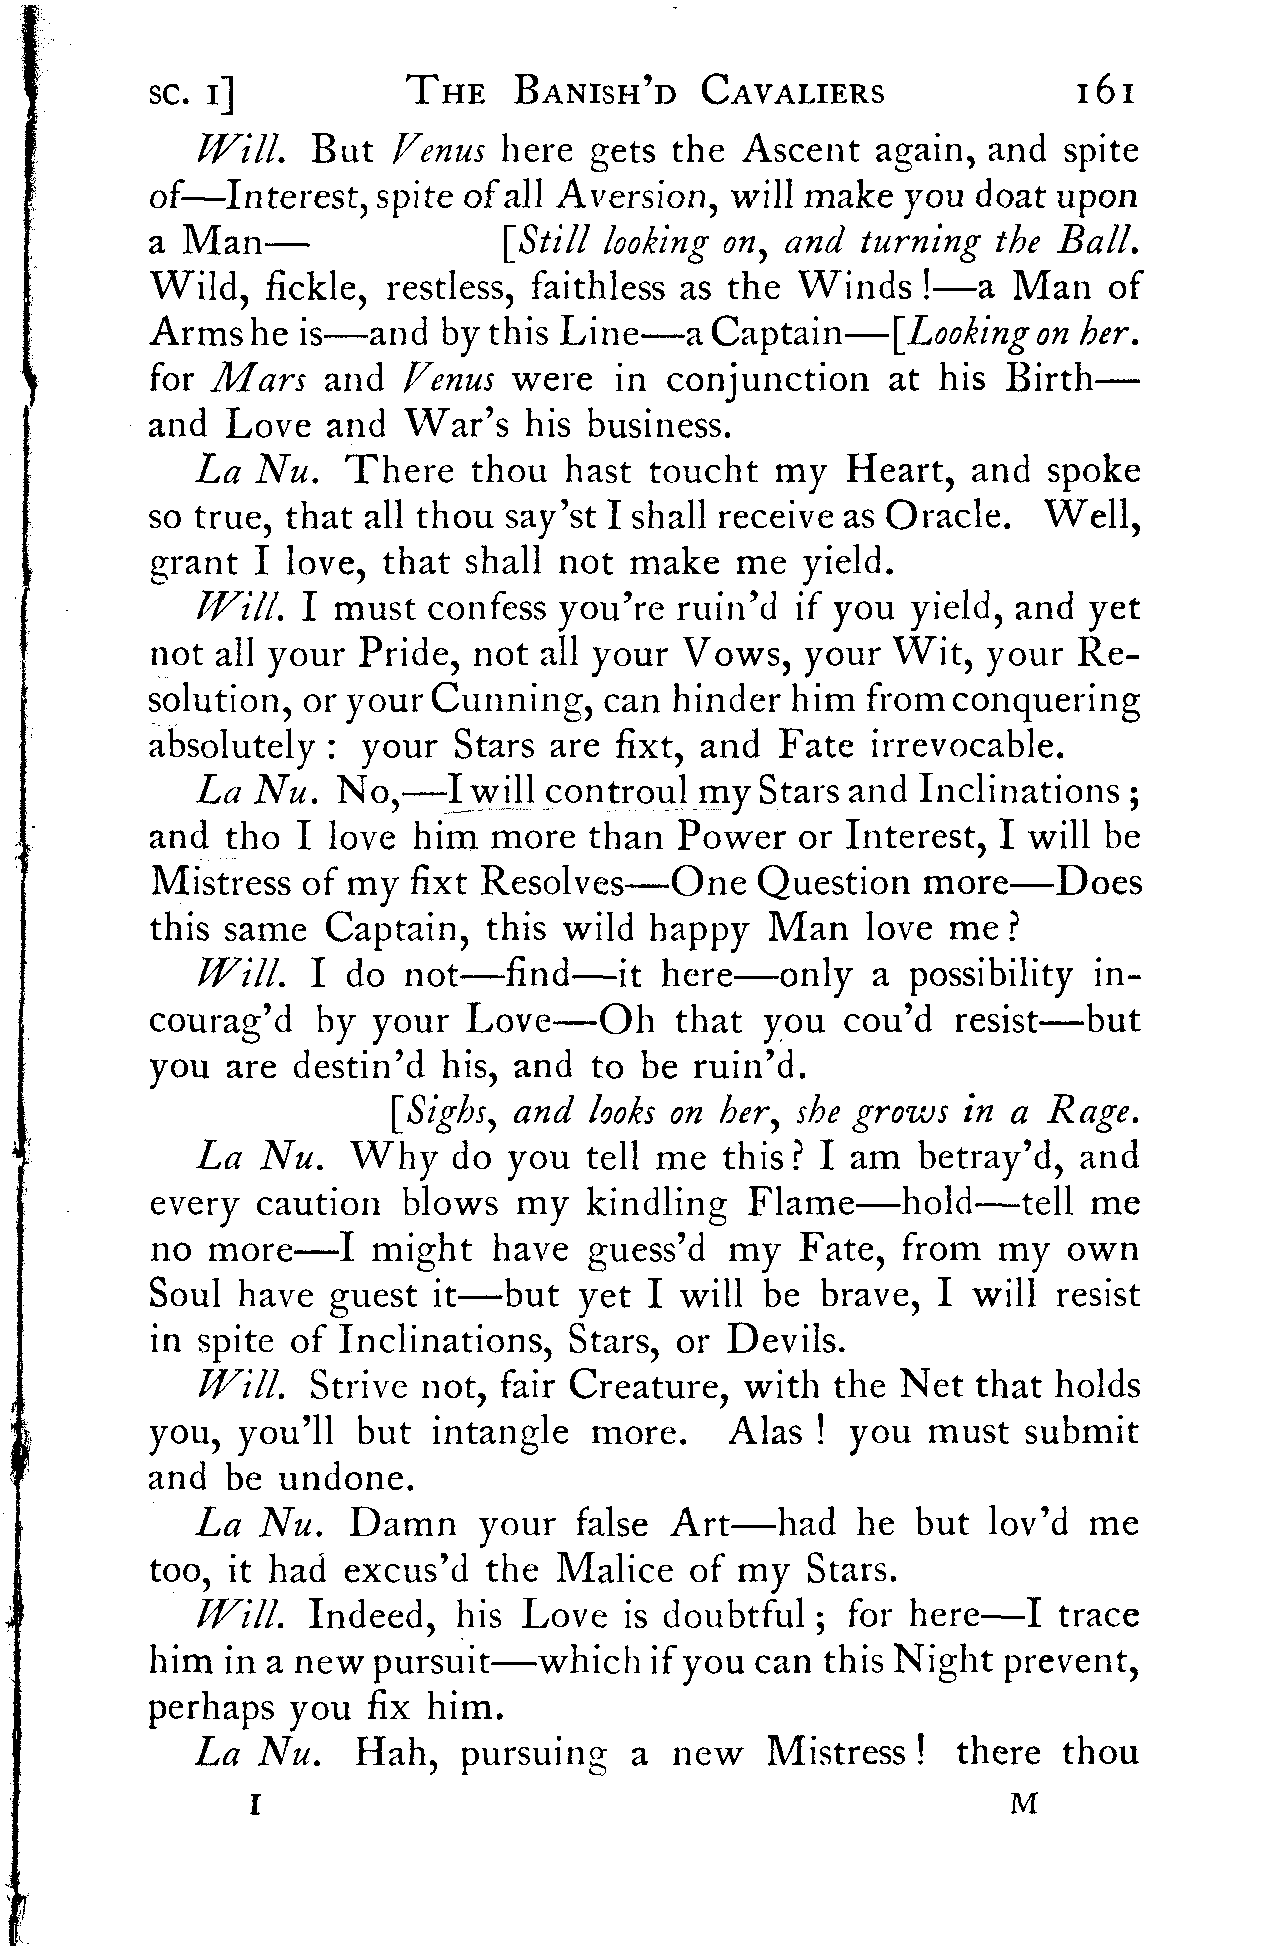 SC. I] THE BANISH'D CAVALIERS 161
Will. But Venus here gets the Ascent again, and spite
of—Interest, spite of all Aversion, will make you doat upon
a Man— [Still looking on, and turning the Ball.
Wild, fickle, restless, faithless as the Winds !—a Man of
Arms he is—and by this Line—a Captain—[Looking on her.
for Mars and Venus were in conjunction at his Birth—
and Love and War's his business.
La Nu. There thou hast toucht my Heart, and spoke
so true, that all thou say'st I shall receive as Oracle. Well,
grant I love, that shall not make me yield.
Will. I must confess you're ruin'd if you yield, and yet
not all your Pride, not all your Vows, your Wit, your Re-
solution, or your Cunning, can hinder him from conquering
absolutely : your Stars are fixt, and Fate irrevocable.
La Nu. No,—I will controul my Stars and Inclinations ;
and tho I love him more than Power or Interest, I will be
Mistress of my fixt Resolves—One Question more—Does
this same Captain, this wild happy Man love me ?
Will. I do not—find—it here—only a possibility in-
courag'd by your Love—Oh that you cou'd resist—but
you are destin'd his, and to be ruin'd.
[Sighs, and looks on her, she grows in a Rage.
La Nu. Why do you tell me this ? I am betray'd, and
every caution blows my kindling Flame—hold—tell me
no more—I might have guess'd my Fate, from my own
Soul have guest it—but yet I will be brave, I will resist
in spite of Inclinations, Stars, or Devils.
Will. Strive not, fair Creature, with the Net that holds
you, you'll but intangle more. Alas ! you must submit
and be undone.
La Nu. Damn your false Art—had he but lov'd me
too, it had excus'd the Malice of my Stars.
Will. Indeed, his Love is doubtful ; for here—I trace
him in a new pursuit—which if you can this Night prevent,
perhaps you fix him.
La Nu. Hah, pursuing a new Mistress ! there thou
I M